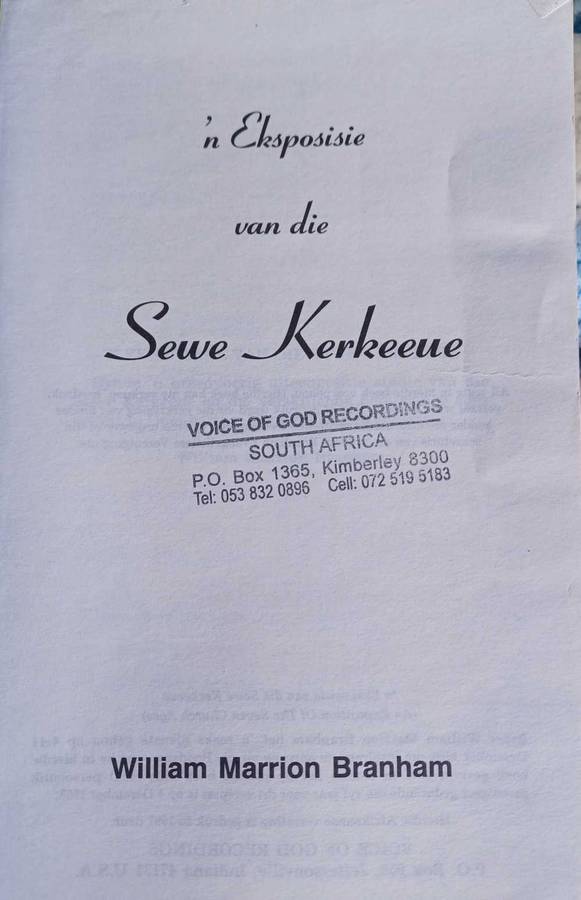 'n Eksposisie
van die
Sewe Kerkeeue
VOICE OF GOD RECORDINGS
SOUTH AFRICA
P.O. Box 1365, Kimberley 8300
Tel: 053 832 0896 Cell: 072 519 5183
William Marrion Branham